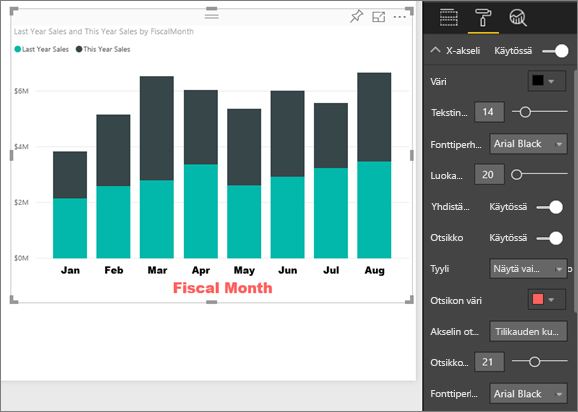 Last Year Sales and This Year Sales by FiscalMonth
Last Year Sales This Year Sales
$6M
$4M
$2M
$0M
Jan Feb Mar Apr May Jun Jul Aug
Fiscal Month
X-akseli Käytössä
Väri
Tekstin... 14
Fonttiperh... Arial Black
Luoka... 20
Yhdistä... Käytössä
Otsikko Käytössä
Tyyli Näytä vai...
Otsikon väri
Akselin ot... Tilikauden ku...
Otsikko... 21
Fonttiperl... Arial Black